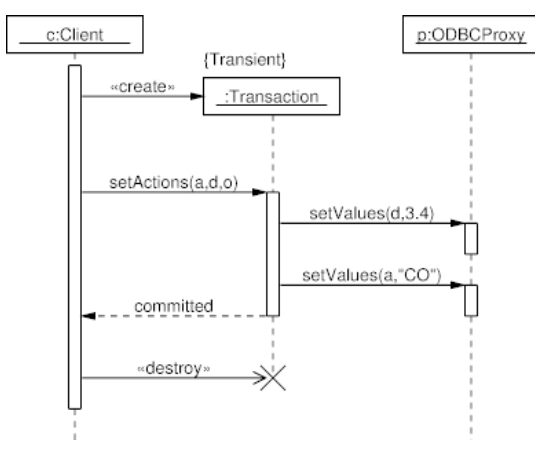 c:Client
p:ODBCProxy
{Transient}
«create»
:Transaction
setActions(a,d,o)
setValues(d,3.4)
setValues(a,"CO")
committed
«destroy»